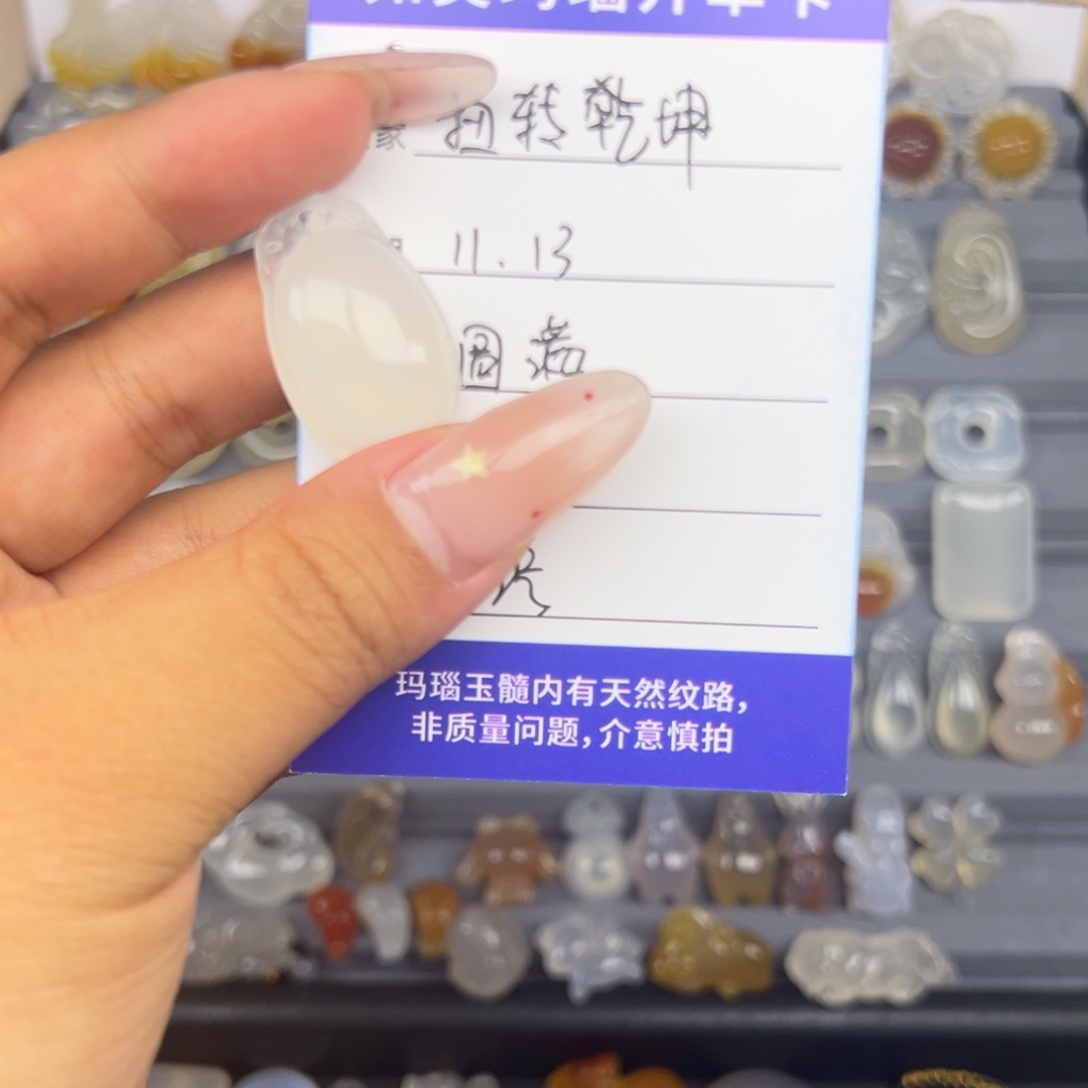 家 扭转乾坤
11.13
圆满
玛瑙玉髓内有天然纹路,
非质量问题,介意慎拍